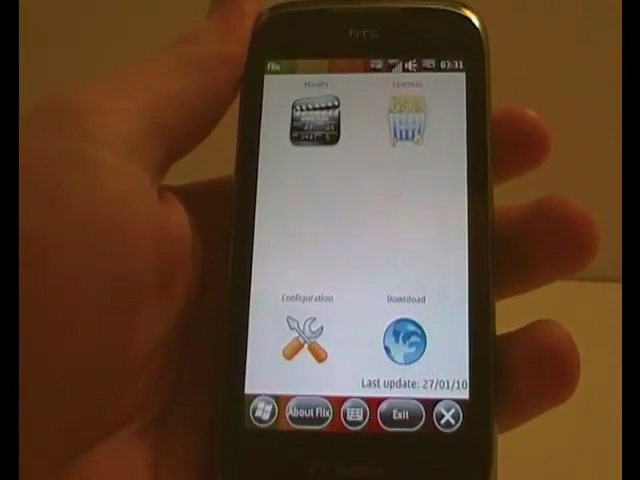 hTC
Flix 03:31
Movies Cinemas
Configuration Download
Last update: 27/01/10
About Flix Exit